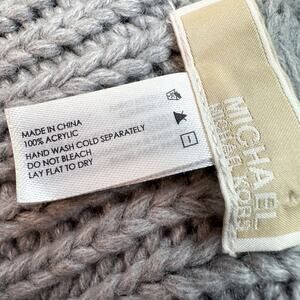 MADE IN CHINA
100% ACRYLIC
HAND WASH COLD SEPARATELY
DO NOT BLEACH
LAY FLAT TO DRY
MICHAEL
MICHAEL KORS